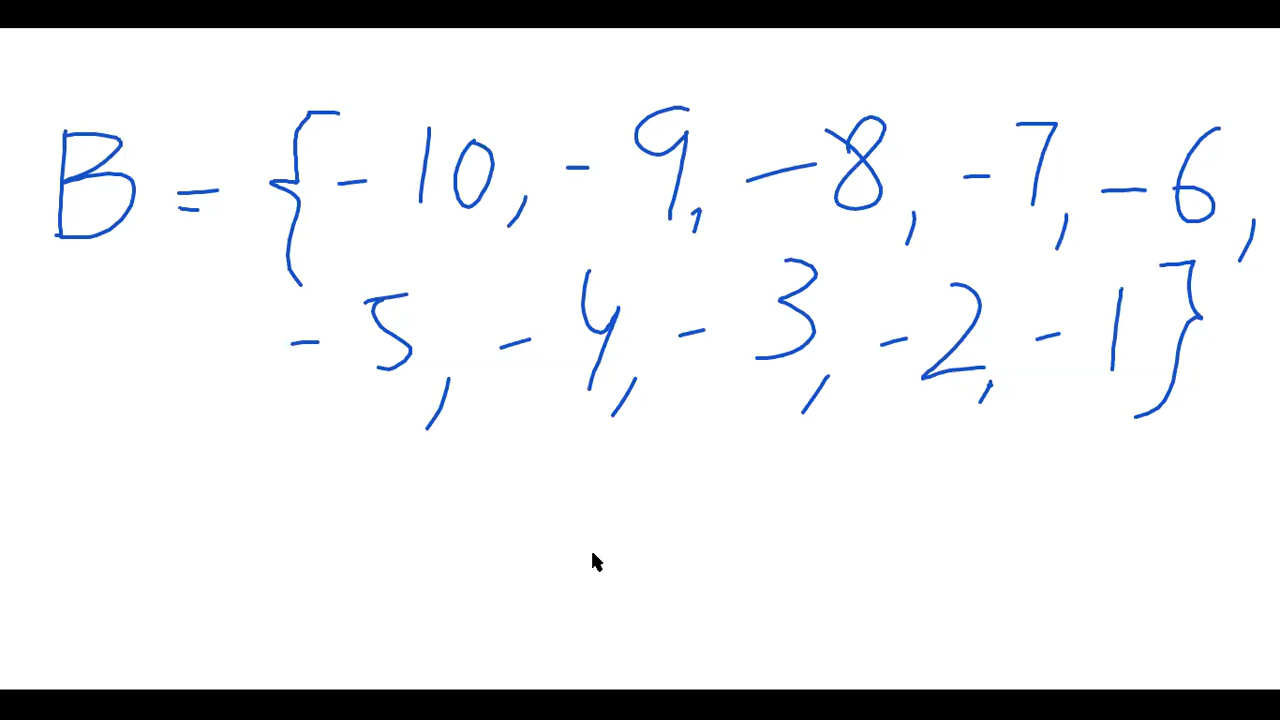 B = { -10, -9, -8, -7, -6,
-5, -4, -3, -2, -1 }